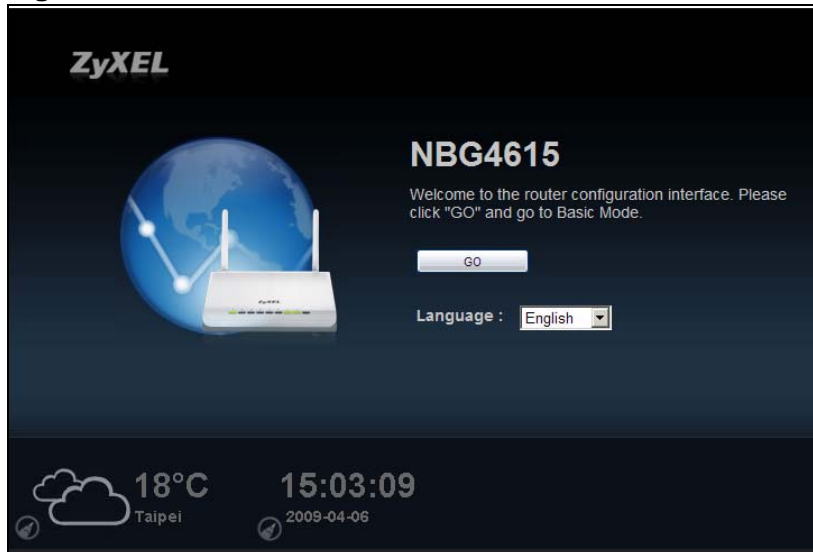 ZyXEL
NBG4615
Welcome to the router configuration interface. Please
click "GO" and go to Basic Mode.
GO
Language :
English
ZyXEL
18°C
Taipei
15:03:09
2009-04-06